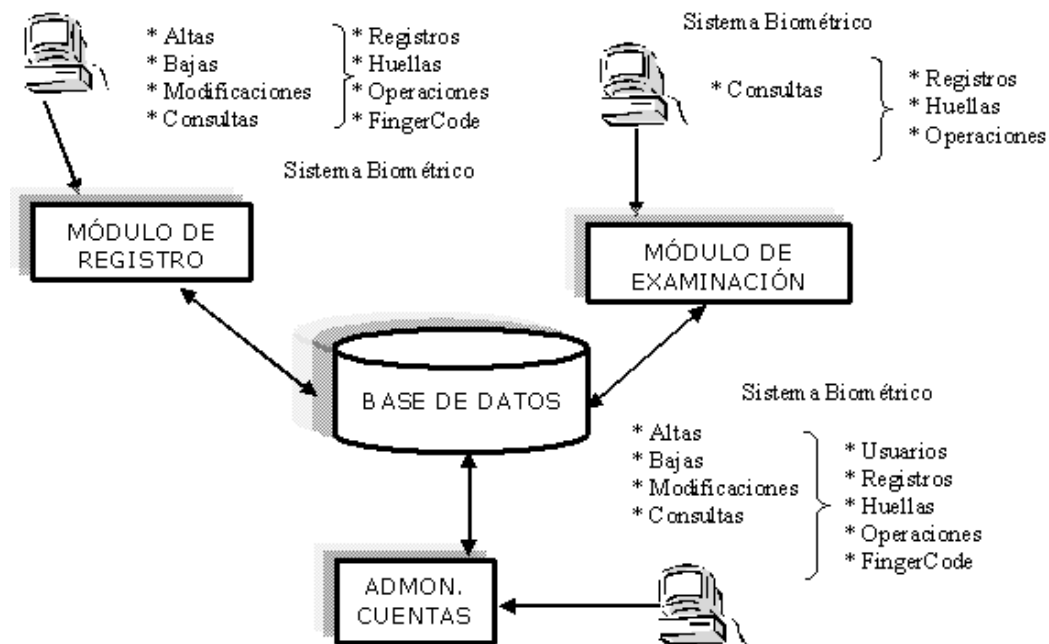 * Altas
* Bajas
* Modificaciones
* Consultas
* Registros
* Huellas
* Operaciones
* FingerCode
Sistema Biométrico
Sistema Biométrico
* Consultas
* Registros
* Huellas
* Operaciones
MÓDULO DE
REGISTRO
MÓDULO DE
EXAMINACIÓN
BASE DE DATOS
Sistema Biométrico
* Altas
* Bajas
* Modificaciones
* Consultas
* Usuarios
* Registros
* Huellas
* Operaciones
* FingerCode
ADMON.
CUENTAS